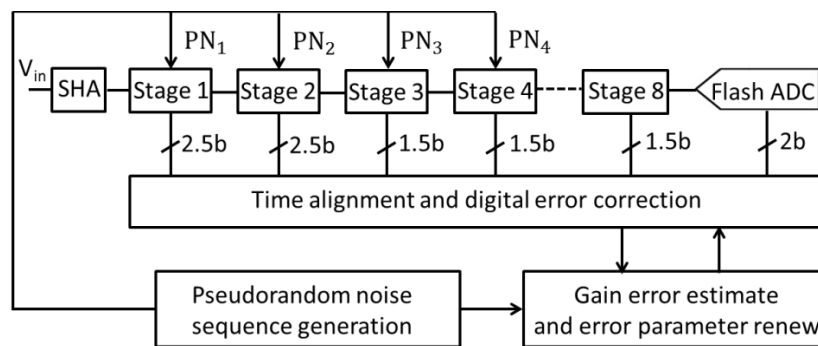 PN₁
PN₂
PN₃
PN₄
Vᵢₙ
SHA
Stage 1
Stage 2
Stage 3
Stage 4
Stage 8
Flash ADC
2.5b
2.5b
1.5b
1.5b
1.5b
2b
Time alignment and digital error correction
Pseudorandom noise
sequence generation
Gain error estimate
and error parameter renew